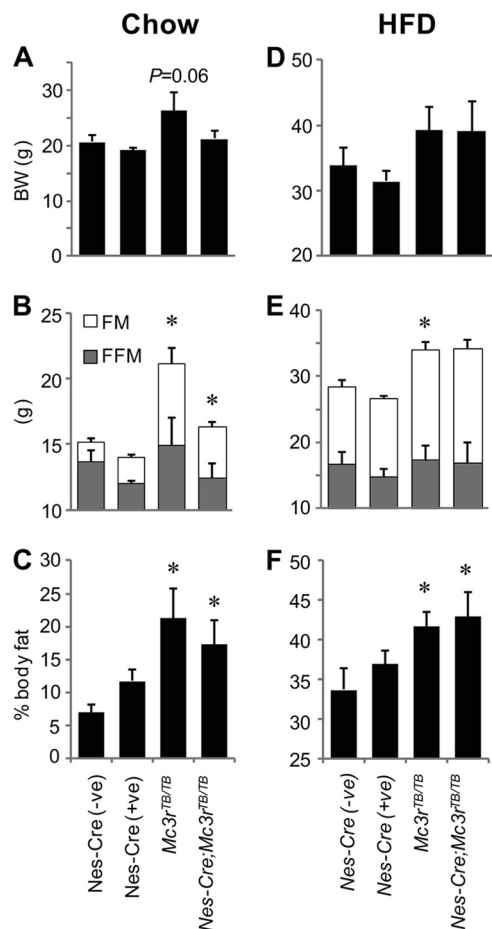 Chow
HFD
A
P=0.06
BW (g)
40
30
20
10
0
D
50
40
30
20
B
FM
FFM
*
*
(g)
25
20
15
10
E
*
40
30
20
10
C
*
*
% body fat
30
25
20
15
10
5
0
F
*
*
50
45
40
35
30
25
Nes-Cre (-ve)
Nes-Cre (+ve)
Mc3rTB/TB
Nes-Cre;Mc3rTB/TB
Nes-Cre (-ve)
Nes-Cre (+ve)
Mc3rTB/TB
Nes-Cre;Mc3rTB/TB